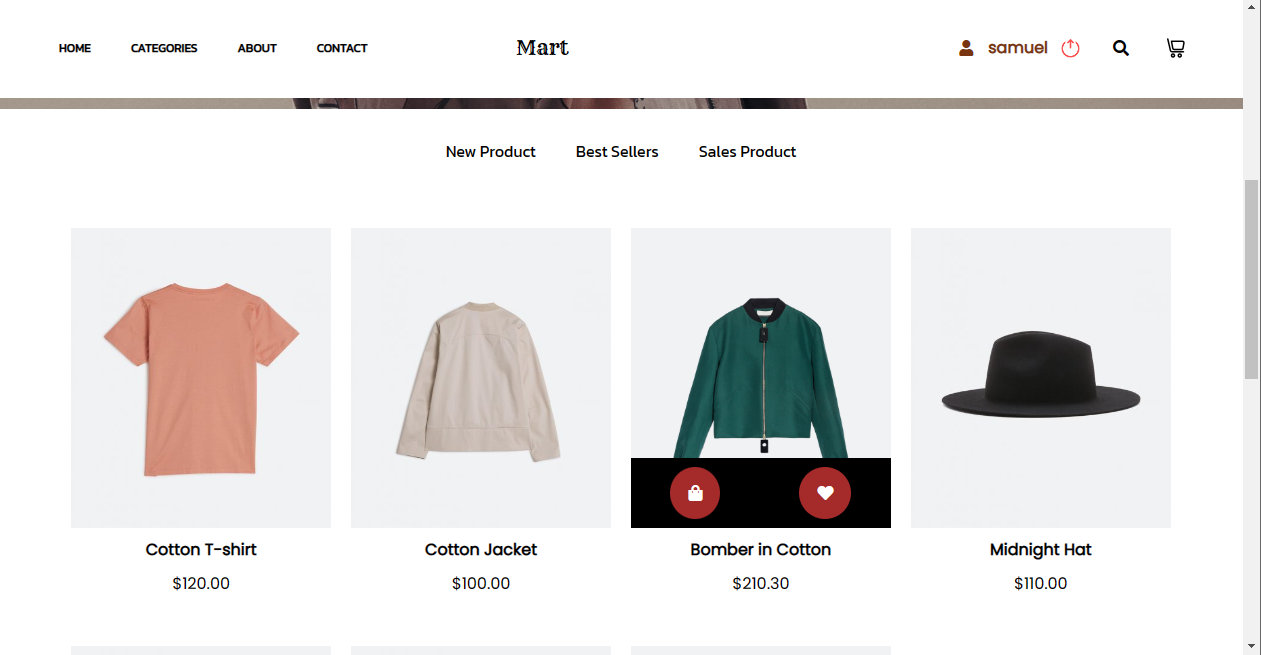 HOME CATEGORIES ABOUT CONTACT Mart samuel
New Product Best Sellers Sales Product
Cotton T-shirt Cotton Jacket Bomber in Cotton Midnight Hat
$120.00 $100.00 $210.30 $110.00